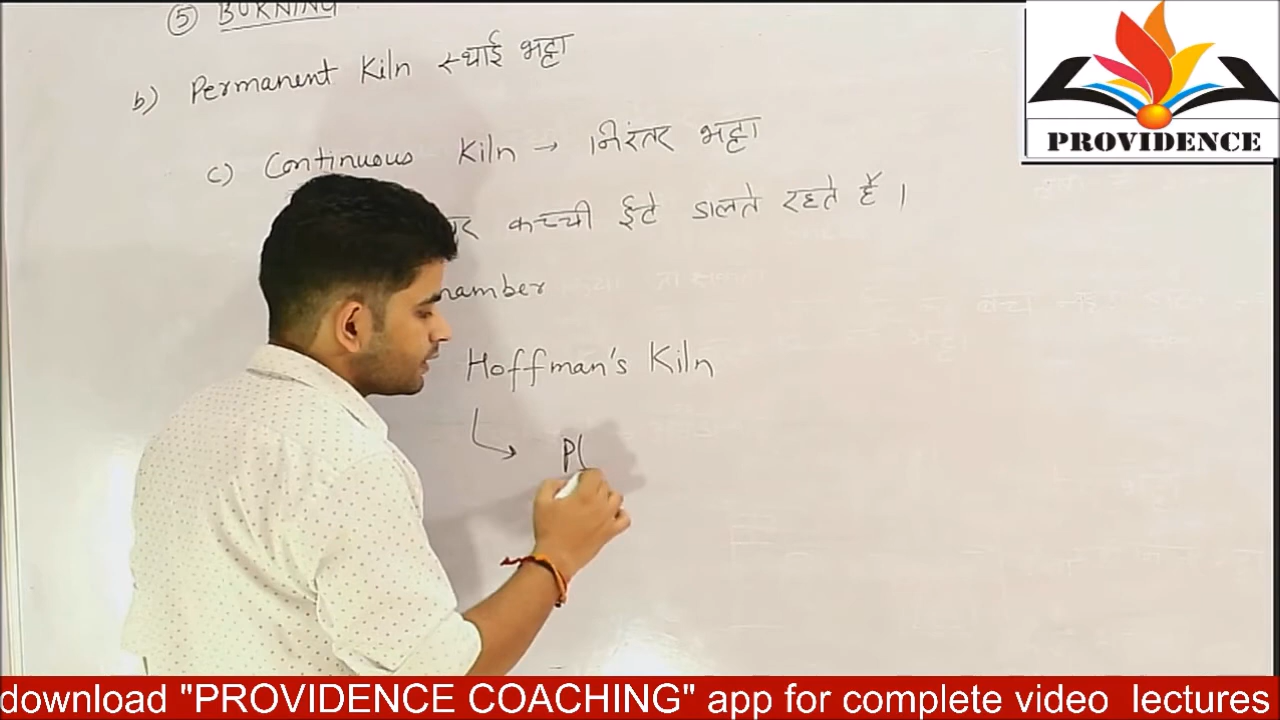 ⑤ BURNING
b) Permanent Kiln स्थाई भट्टा
c) Continuous Kiln → निरंतर भट्टा
कच्ची ईटे डालते रहते हैं ।
Hoffman's Kiln
PROVIDENCE
download "PROVIDENCE COACHING" app for complete video lectures